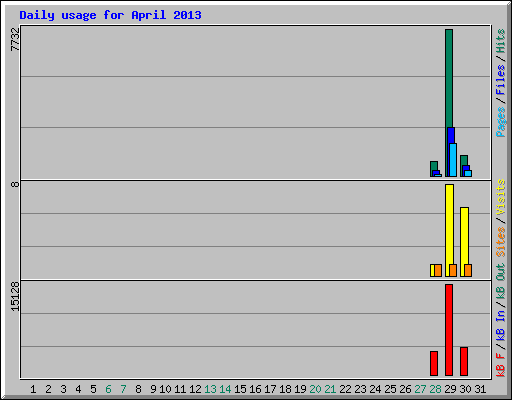 Daily usage for April 2013
7732
Pages / Files / Hits
8
Sites / Visits
15128
kB F / kB In / kB Out
1 2 3 4 5 6 7 8 9 10 11 12 13 14 15 16 17 18 19 20 21 22 23 24 25 26 27 28 29 30 31